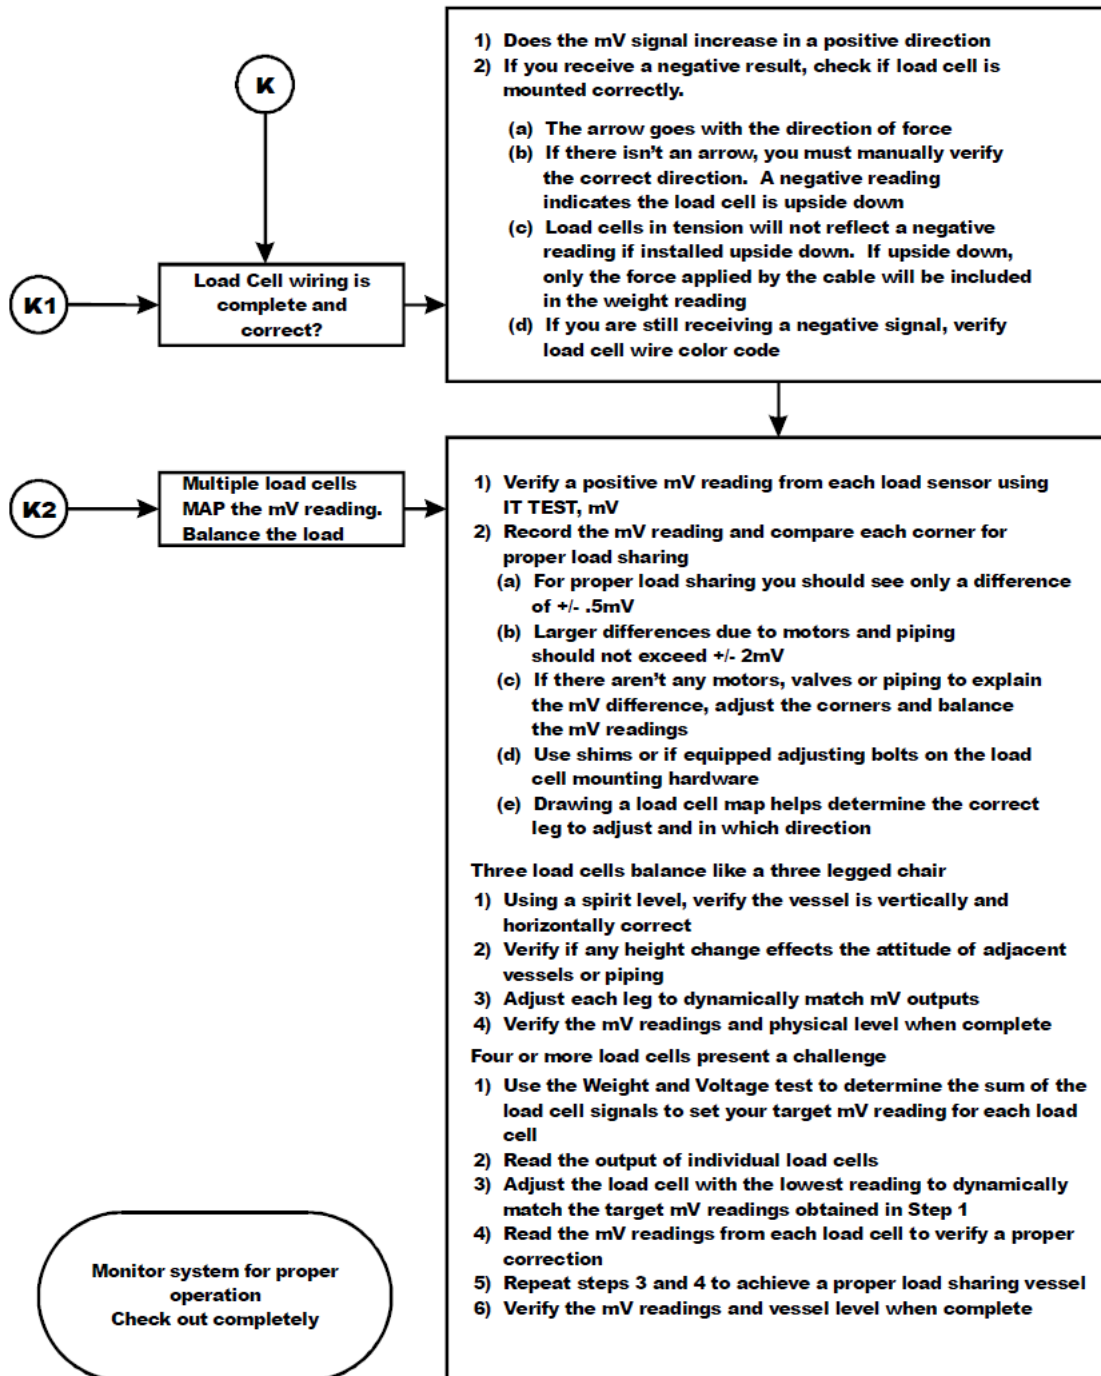 K
1) Does the mV signal increase in a positive direction
2) If you receive a negative result, check if load cell is
mounted correctly.
(a) The arrow goes with the direction of force
(b) If there isn't an arrow, you must manually verify
the correct direction. A negative reading
indicates the load cell is upside down
(c) Load cells in tension will not reflect a negative
reading if installed upside down. If upside down,
only the force applied by the cable will be included
in the weight reading
(d) If you are still receiving a negative signal, verify
load cell wire color code
K1
Load Cell wiring is
complete and
correct?
K2
Multiple load cells
MAP the mV reading.
Balance the load
1) Verify a positive mV reading from each load sensor using
IT TEST, mV
2) Record the mV reading and compare each corner for
proper load sharing
(a) For proper load sharing you should see only a difference
of +/- .5mV
(b) Larger differences due to motors and piping
should not exceed +/- 2mV
(c) If there aren't any motors, valves or piping to explain
the mV difference, adjust the corners and balance
the mV readings
(d) Use shims or if equipped adjusting bolts on the load
cell mounting hardware
(e) Drawing a load cell map helps determine the correct
leg to adjust and in which direction
Three load cells balance like a three legged chair
1) Using a spirit level, verify the vessel is vertically and
horizontally correct
2) Verify if any height change effects the attitude of adjacent
vessels or piping
3) Adjust each leg to dynamically match mV outputs
4) Verify the mV readings and physical level when complete
Four or more load cells present a challenge
1) Use the Weight and Voltage test to determine the sum of the
load cell signals to set your target mV reading for each load
cell
2) Read the output of individual load cells
3) Adjust the load cell with the lowest reading to dynamically
match the target mV readings obtained in Step 1
4) Read the mV readings from each load cell to verify a proper
correction
5) Repeat steps 3 and 4 to achieve a proper load sharing vessel
6) Verify the mV readings and vessel level when complete
Monitor system for proper
operation
Check out completely